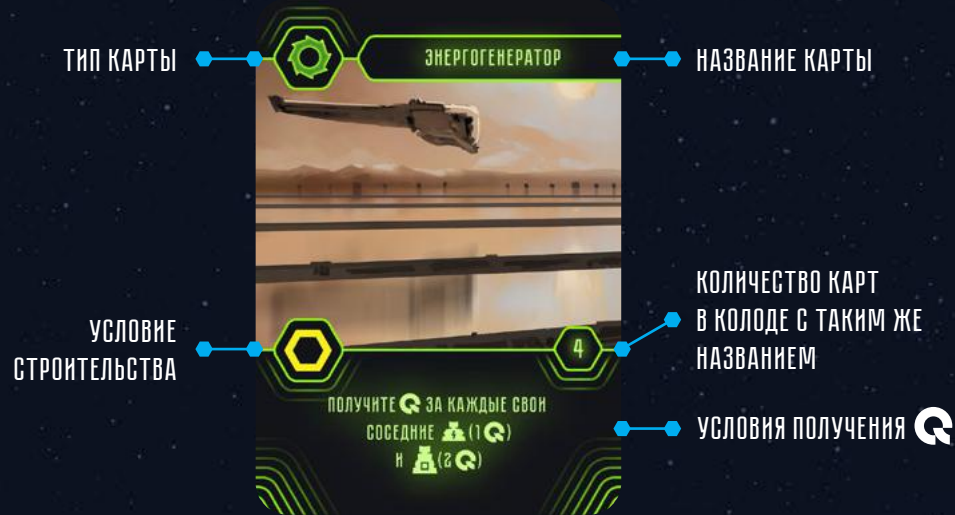 ТИП КАРТЫ
ЭНЕРГОГЕНЕРАТОР
НАЗВАНИЕ КАРТЫ
УСЛОВИЕ
СТРОИТЕЛЬСТВА
4
КОЛИЧЕСТВО КАРТ
В КОЛОДЕ С ТАКИМ ЖЕ
НАЗВАНИЕМ
ПОЛУЧИТЕ ЗА КАЖДЫЕ СВОИ
СОСЕДНИЕ (1)
И (2)
УСЛОВИЯ ПОЛУЧЕНИЯ